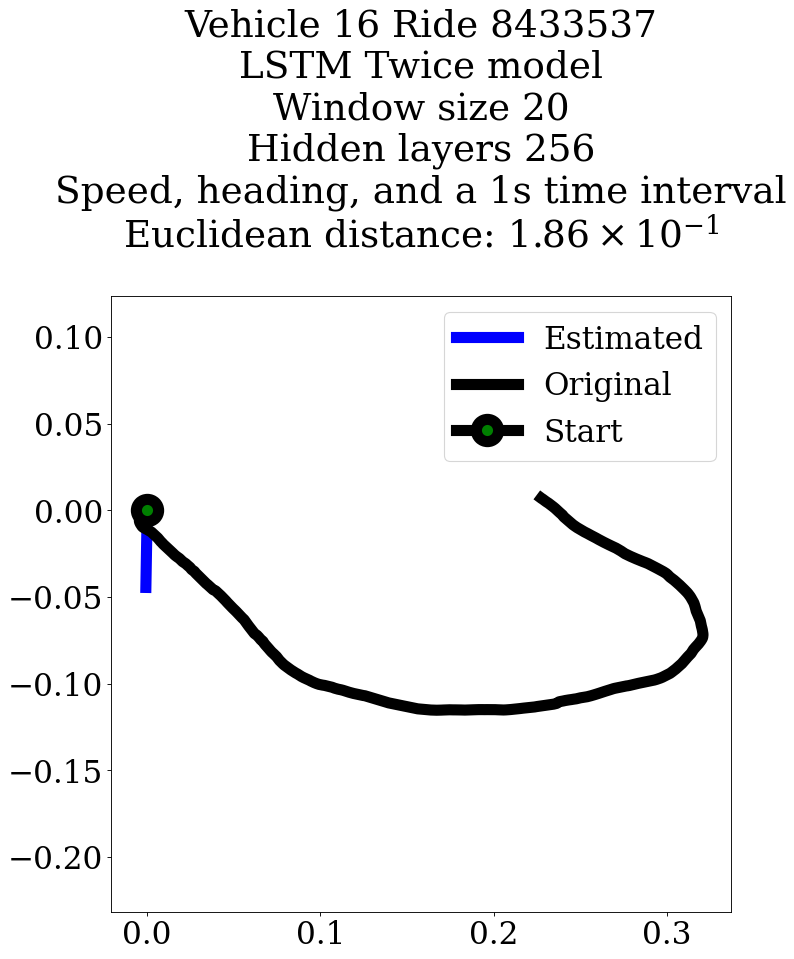 Vehicle 16 Ride 8433537
LSTM Twice model
Window size 20
Hidden layers 256
Speed, heading, and a 1s time interval
Euclidean distance: 1.86 × 10⁻¹
Estimated
Original
Start
0.10
0.05
0.00
−0.05
−0.10
−0.15
−0.20
0.0 0.1 0.2 0.3